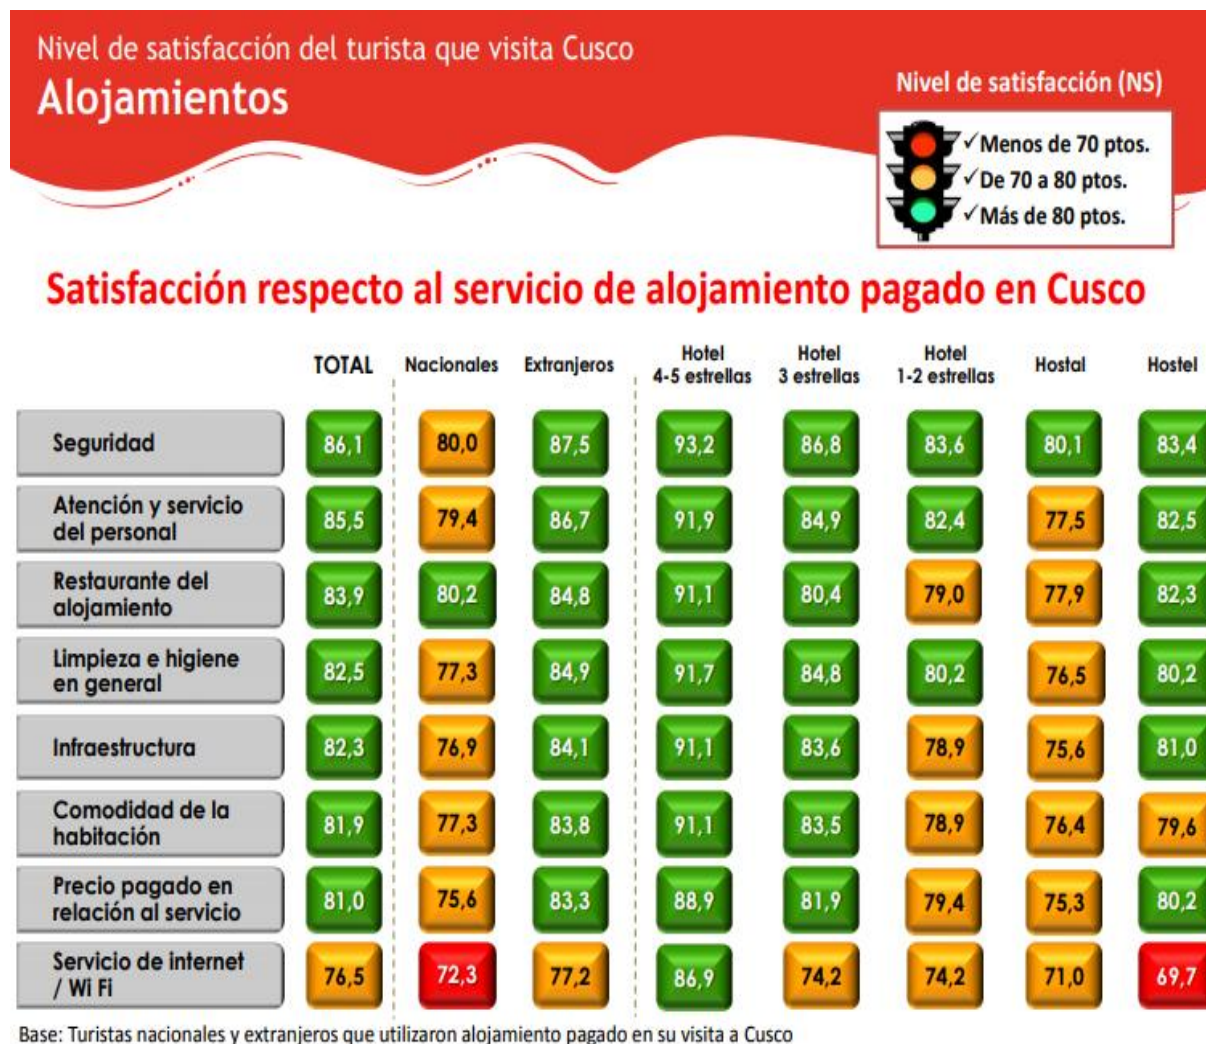 Nivel de satisfacción del turista que visita Cusco
Alojamientos
Nivel de satisfacción (NS)
✓Menos de 70 ptos.
✓De 70 a 80 ptos.
✓Más de 80 ptos.
Satisfacción respecto al servicio de alojamiento pagado en Cusco
TOTAL Nacionales Extranjeros Hotel 4-5 estrellas Hotel 3 estrellas Hotel 1-2 estrellas Hostal Hostel
Seguridad 86,1 80,0 87,5 93,2 86,8 83,6 80,1 83,4
Atención y servicio
del personal 85,5 79,4 86,7 91,9 84,9 82,4 77,5 82,5
Restaurante del
alojamiento 83,9 80,2 84,8 91,1 80,4 79,0 77,9 82,3
Limpieza e higiene
en general 82,5 77,3 84,9 91,7 84,8 80,2 76,5 80,2
Infraestructura 82,3 76,9 84,1 91,1 83,6 78,9 75,6 81,0
Comodidad de la
habitación 81,9 77,3 83,8 91,1 83,5 78,9 76,4 79,6
Precio pagado en
relación al servicio 81,0 75,6 83,3 88,9 81,9 79,4 75,3 80,2
Servicio de internet
/ Wi Fi 76,5 72,3 77,2 86,9 74,2 74,2 71,0 69,7
Base: Turistas nacionales y extranjeros que utilizaron alojamiento pagado en su visita a Cusco